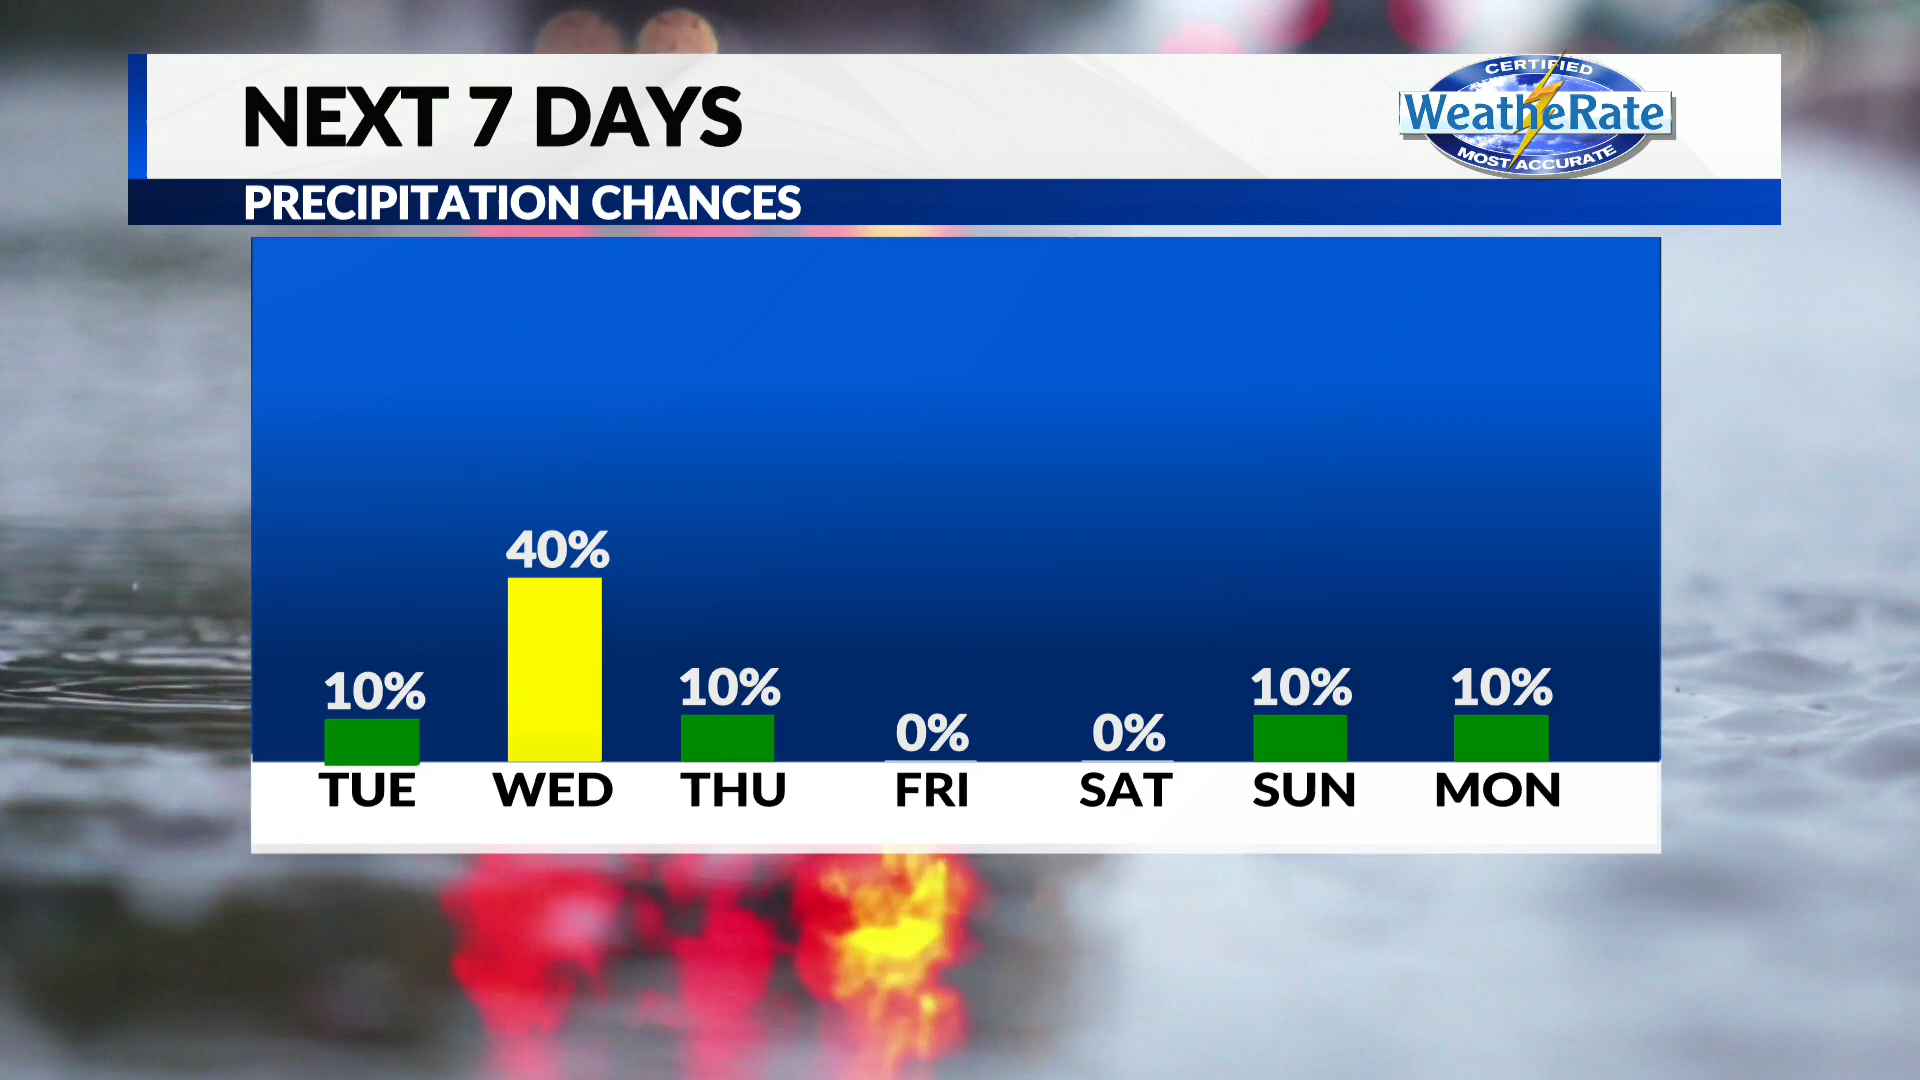 NEXT 7 DAYS
CERTIFIED
WeatheRate
MOST ACCURATE
PRECIPITATION CHANCES
10% 40% 10% 0% 0% 10% 10%
TUE WED THU FRI SAT SUN MON